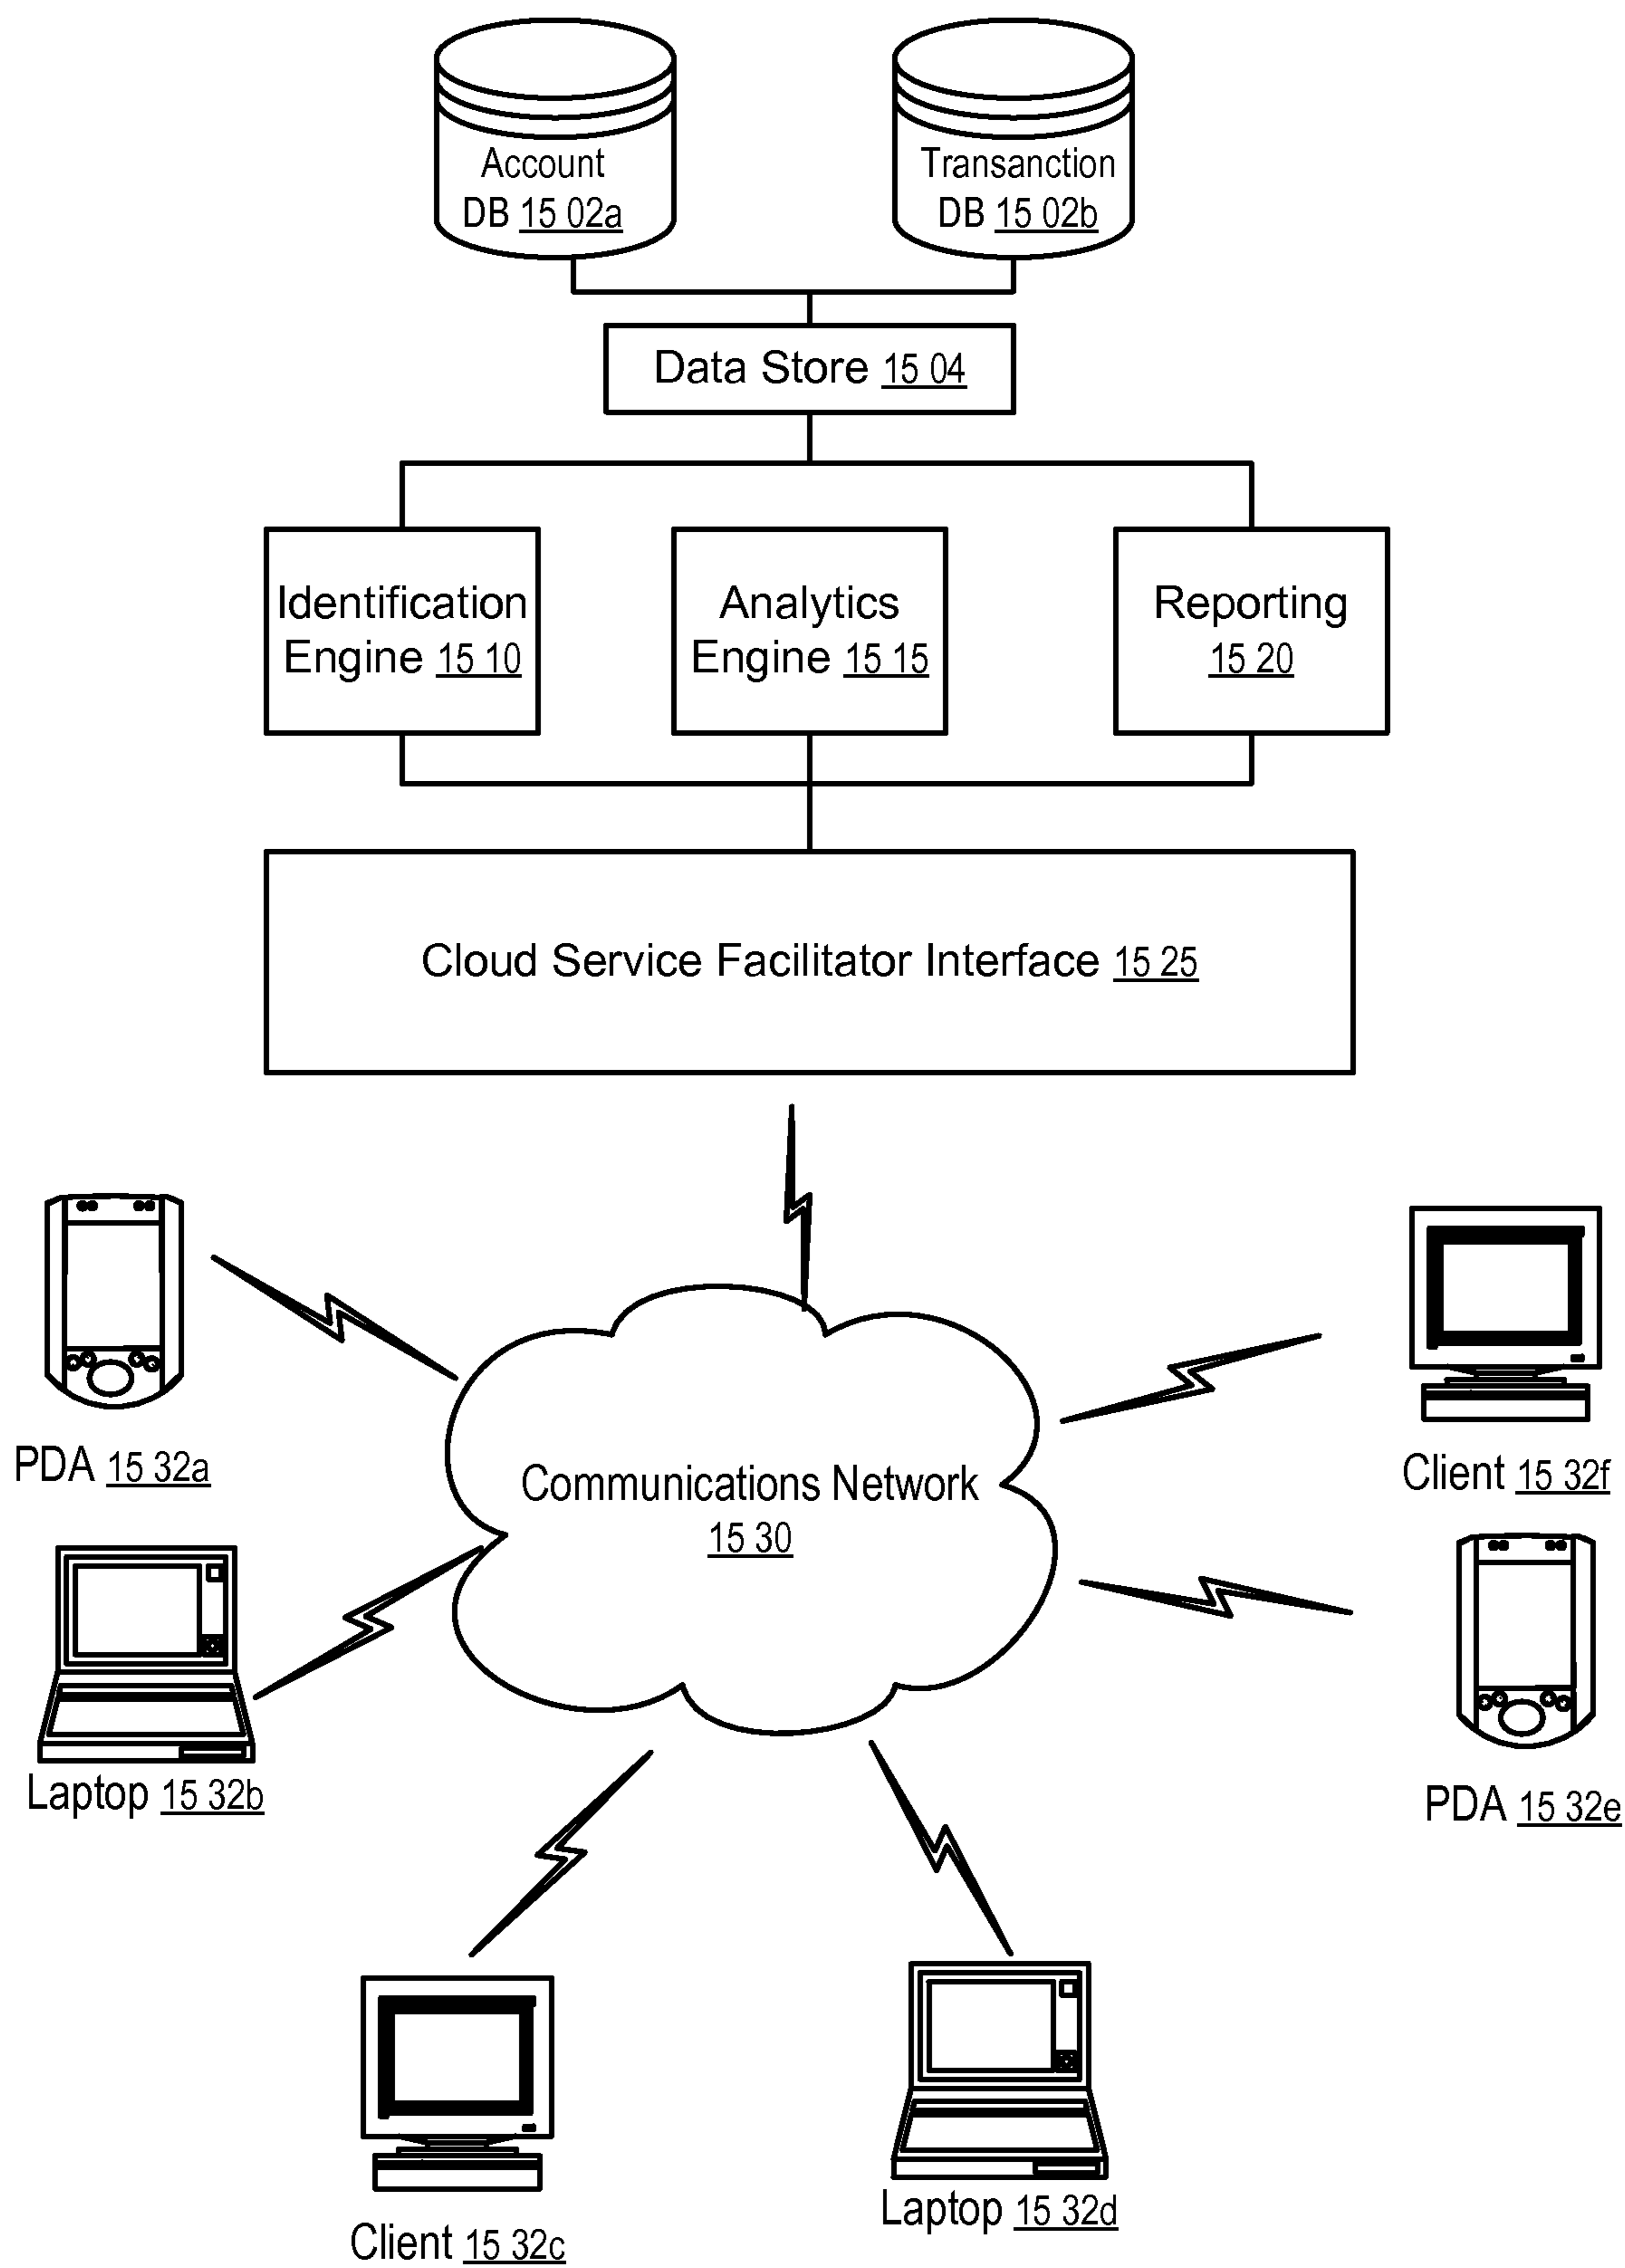 Account
DB 15 02a
Transanction
DB 15 02b
Data Store 15 04
Identification
Engine 15 10
Analytics
Engine 15 15
Reporting
15 20
Cloud Service Facilitator Interface 15 25
PDA 15 32a
Communications Network
15 30
Client 15 32f
Laptop 15 32b
PDA 15 32e
Client 15 32c
Laptop 15 32d